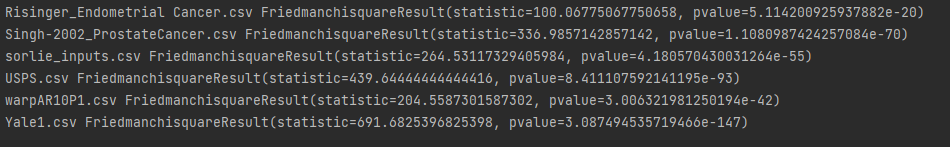 Risinger_Endometrial Cancer.csv FriedmanchisquareResult(statistic=100.06775067750658, pvalue=5.114200925937882e-20)
Singh-2002_ProstateCancer.csv FriedmanchisquareResult(statistic=336.9857142857142, pvalue=1.1080987424257084e-70)
sorlie_inputs.csv FriedmanchisquareResult(statistic=264.53117329405984, pvalue=4.180570430031264e-55)
USPS.csv FriedmanchisquareResult(statistic=439.64444444444416, pvalue=8.411107592141195e-93)
warpAR10P1.csv FriedmanchisquareResult(statistic=204.5587301587302, pvalue=3.006321981250194e-42)
Yale1.csv FriedmanchisquareResult(statistic=691.6825396825398, pvalue=3.087494535719466e-147)